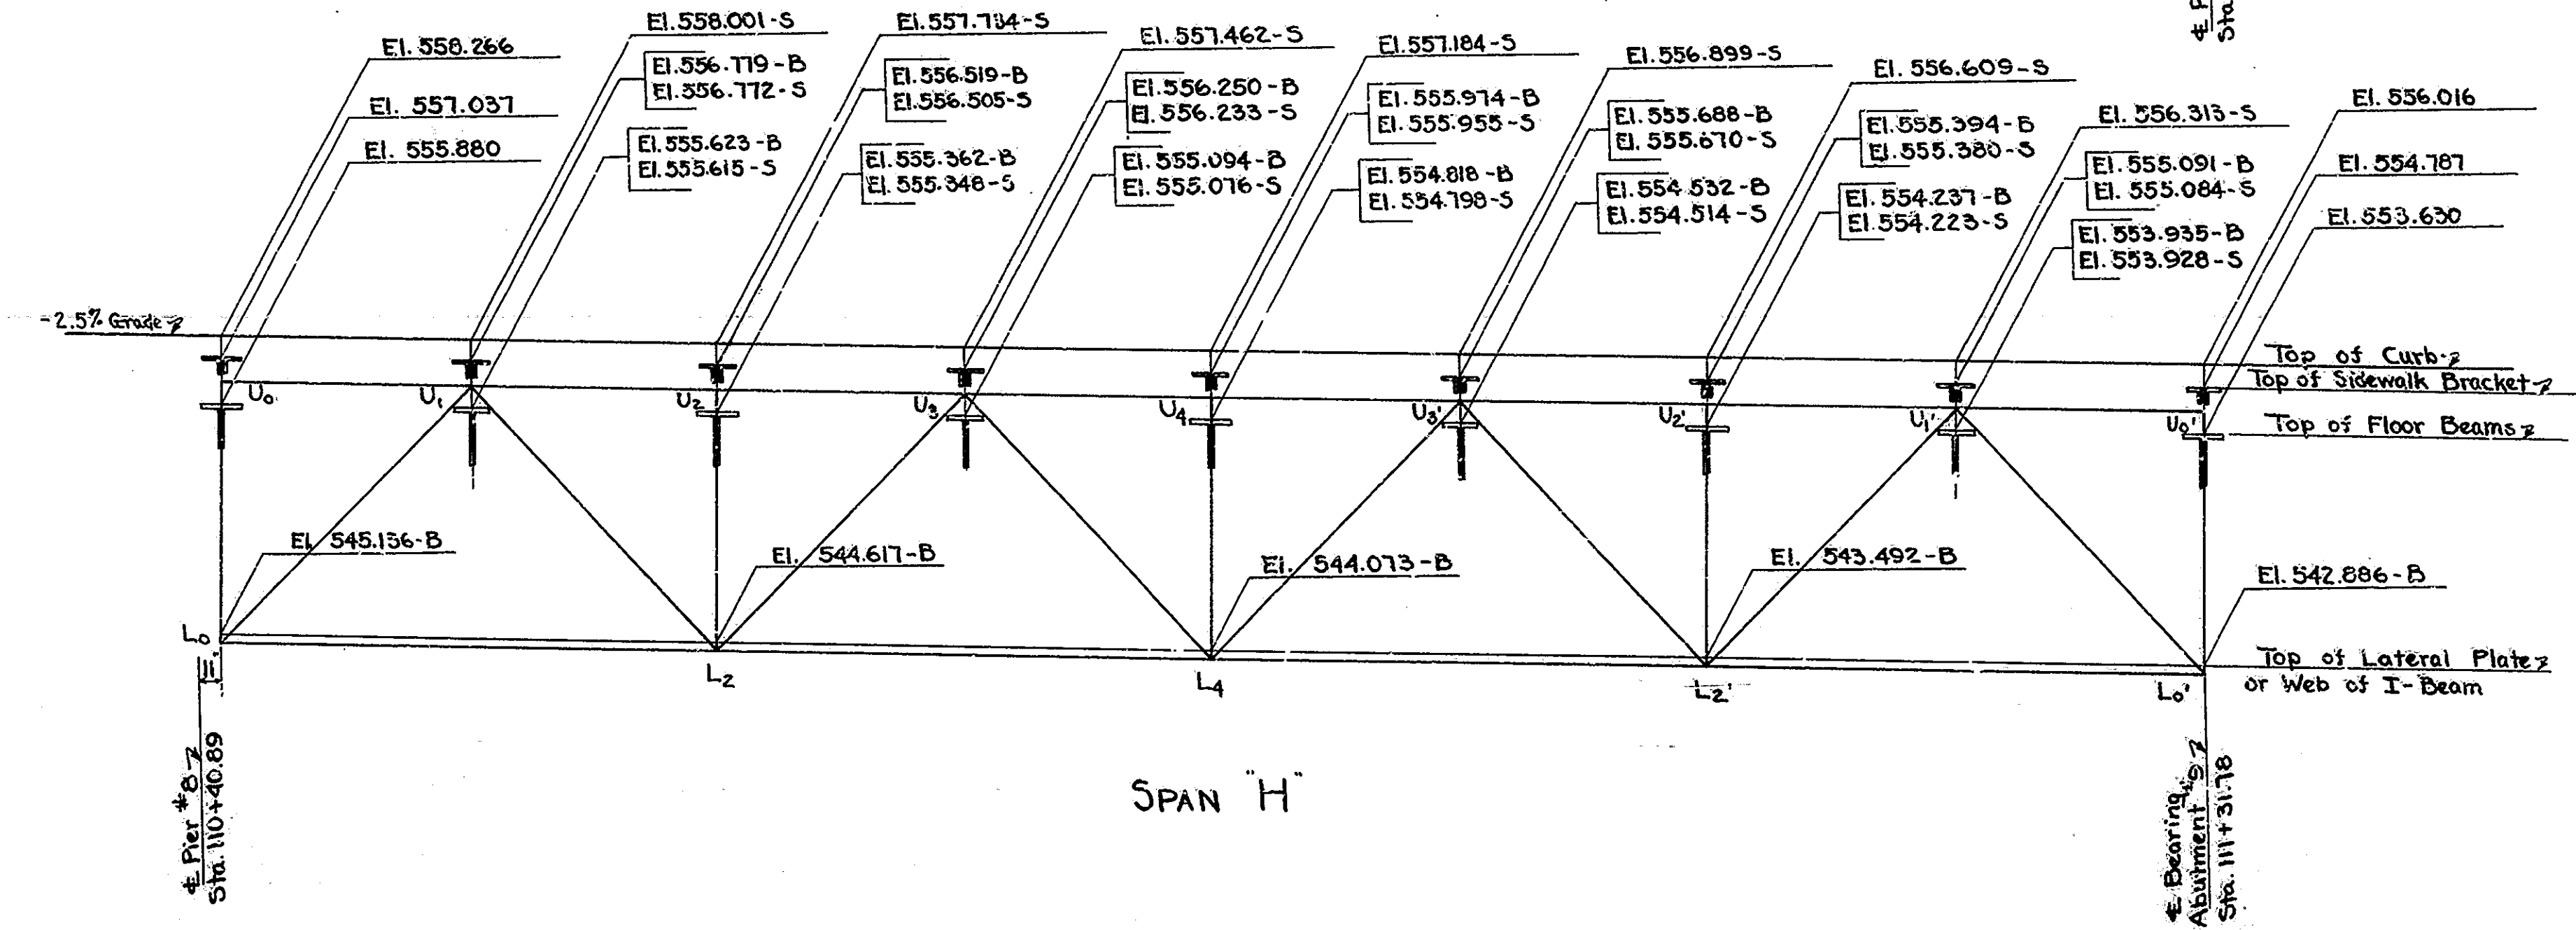 ℄ P
Sta
El. 558.266
El. 557.037
El. 555.880
El. 558.001-S
El. 556.779-B
El. 556.772-S
El. 555.623-B
El. 555.615-S
El. 557.734-S
El. 556.519-B
El. 556.505-S
El. 555.362-B
El. 555.348-S
El. 557.462-S
El. 556.250-B
El. 556.233-S
El. 555.094-B
El. 555.076-S
El. 557.184-S
El. 555.974-B
El. 555.955-S
El. 554.818-B
El. 554.798-S
El. 556.899-S
El. 555.688-B
El. 555.670-S
El. 554.532-B
El. 554.514-S
El. 556.609-S
El. 555.394-B
El. 555.380-S
El. 554.237-B
El. 554.223-S
El. 556.313-S
El. 555.091-B
El. 555.084-S
El. 553.935-B
El. 553.928-S
El. 556.016
El. 554.787
El. 553.630
-2.5% Grade
Top of Curb
Top of Sidewalk Bracket
Top of Floor Beams
U0
U1
U2
U3
U4
U3'
U2'
U1'
U0'
El. 545.136-B
El. 544.617-B
El. 544.073-B
El. 543.492-B
El. 542.886-B
L0
L2
L4
L2'
L0'
Top of Lateral Plate
or Web of I-Beam
℄ Pier #8
Sta. 110+40.89
SPAN "H"
℄ Bearing
Abutment #9
Sta. 111+31.78